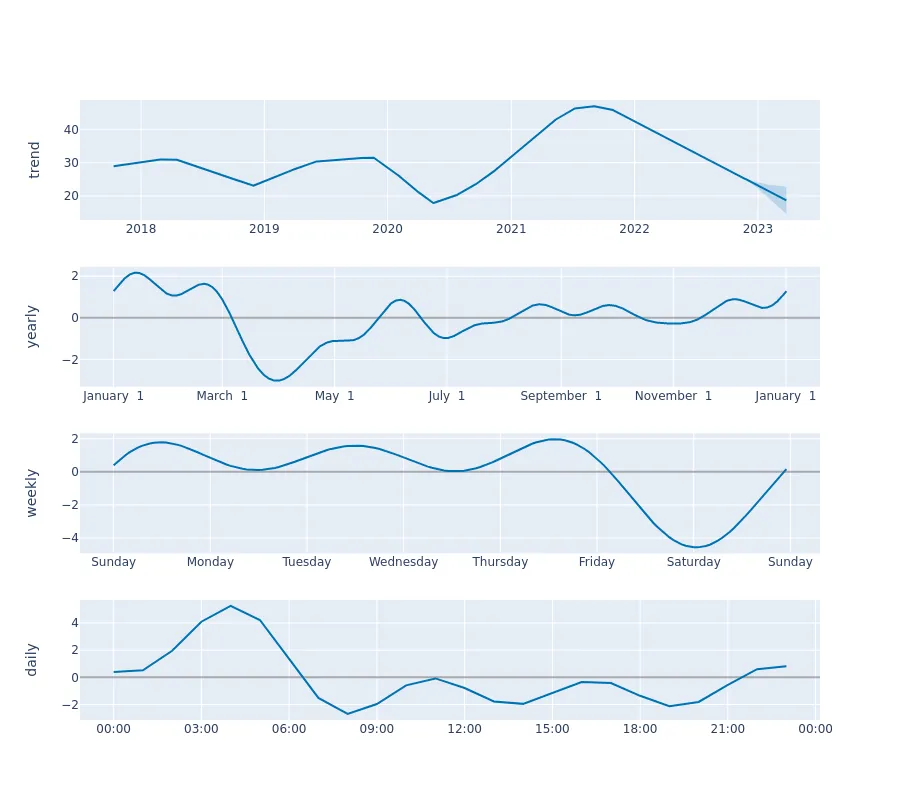 trend
40
30
20
2018 2019 2020 2021 2022 2023
yearly
2
0
−2
January 1 March 1 May 1 July 1 September 1 November 1 January 1
weekly
2
0
−2
−4
Sunday Monday Tuesday Wednesday Thursday Friday Saturday Sunday
daily
4
2
0
−2
00:00 03:00 06:00 09:00 12:00 15:00 18:00 21:00 00:00